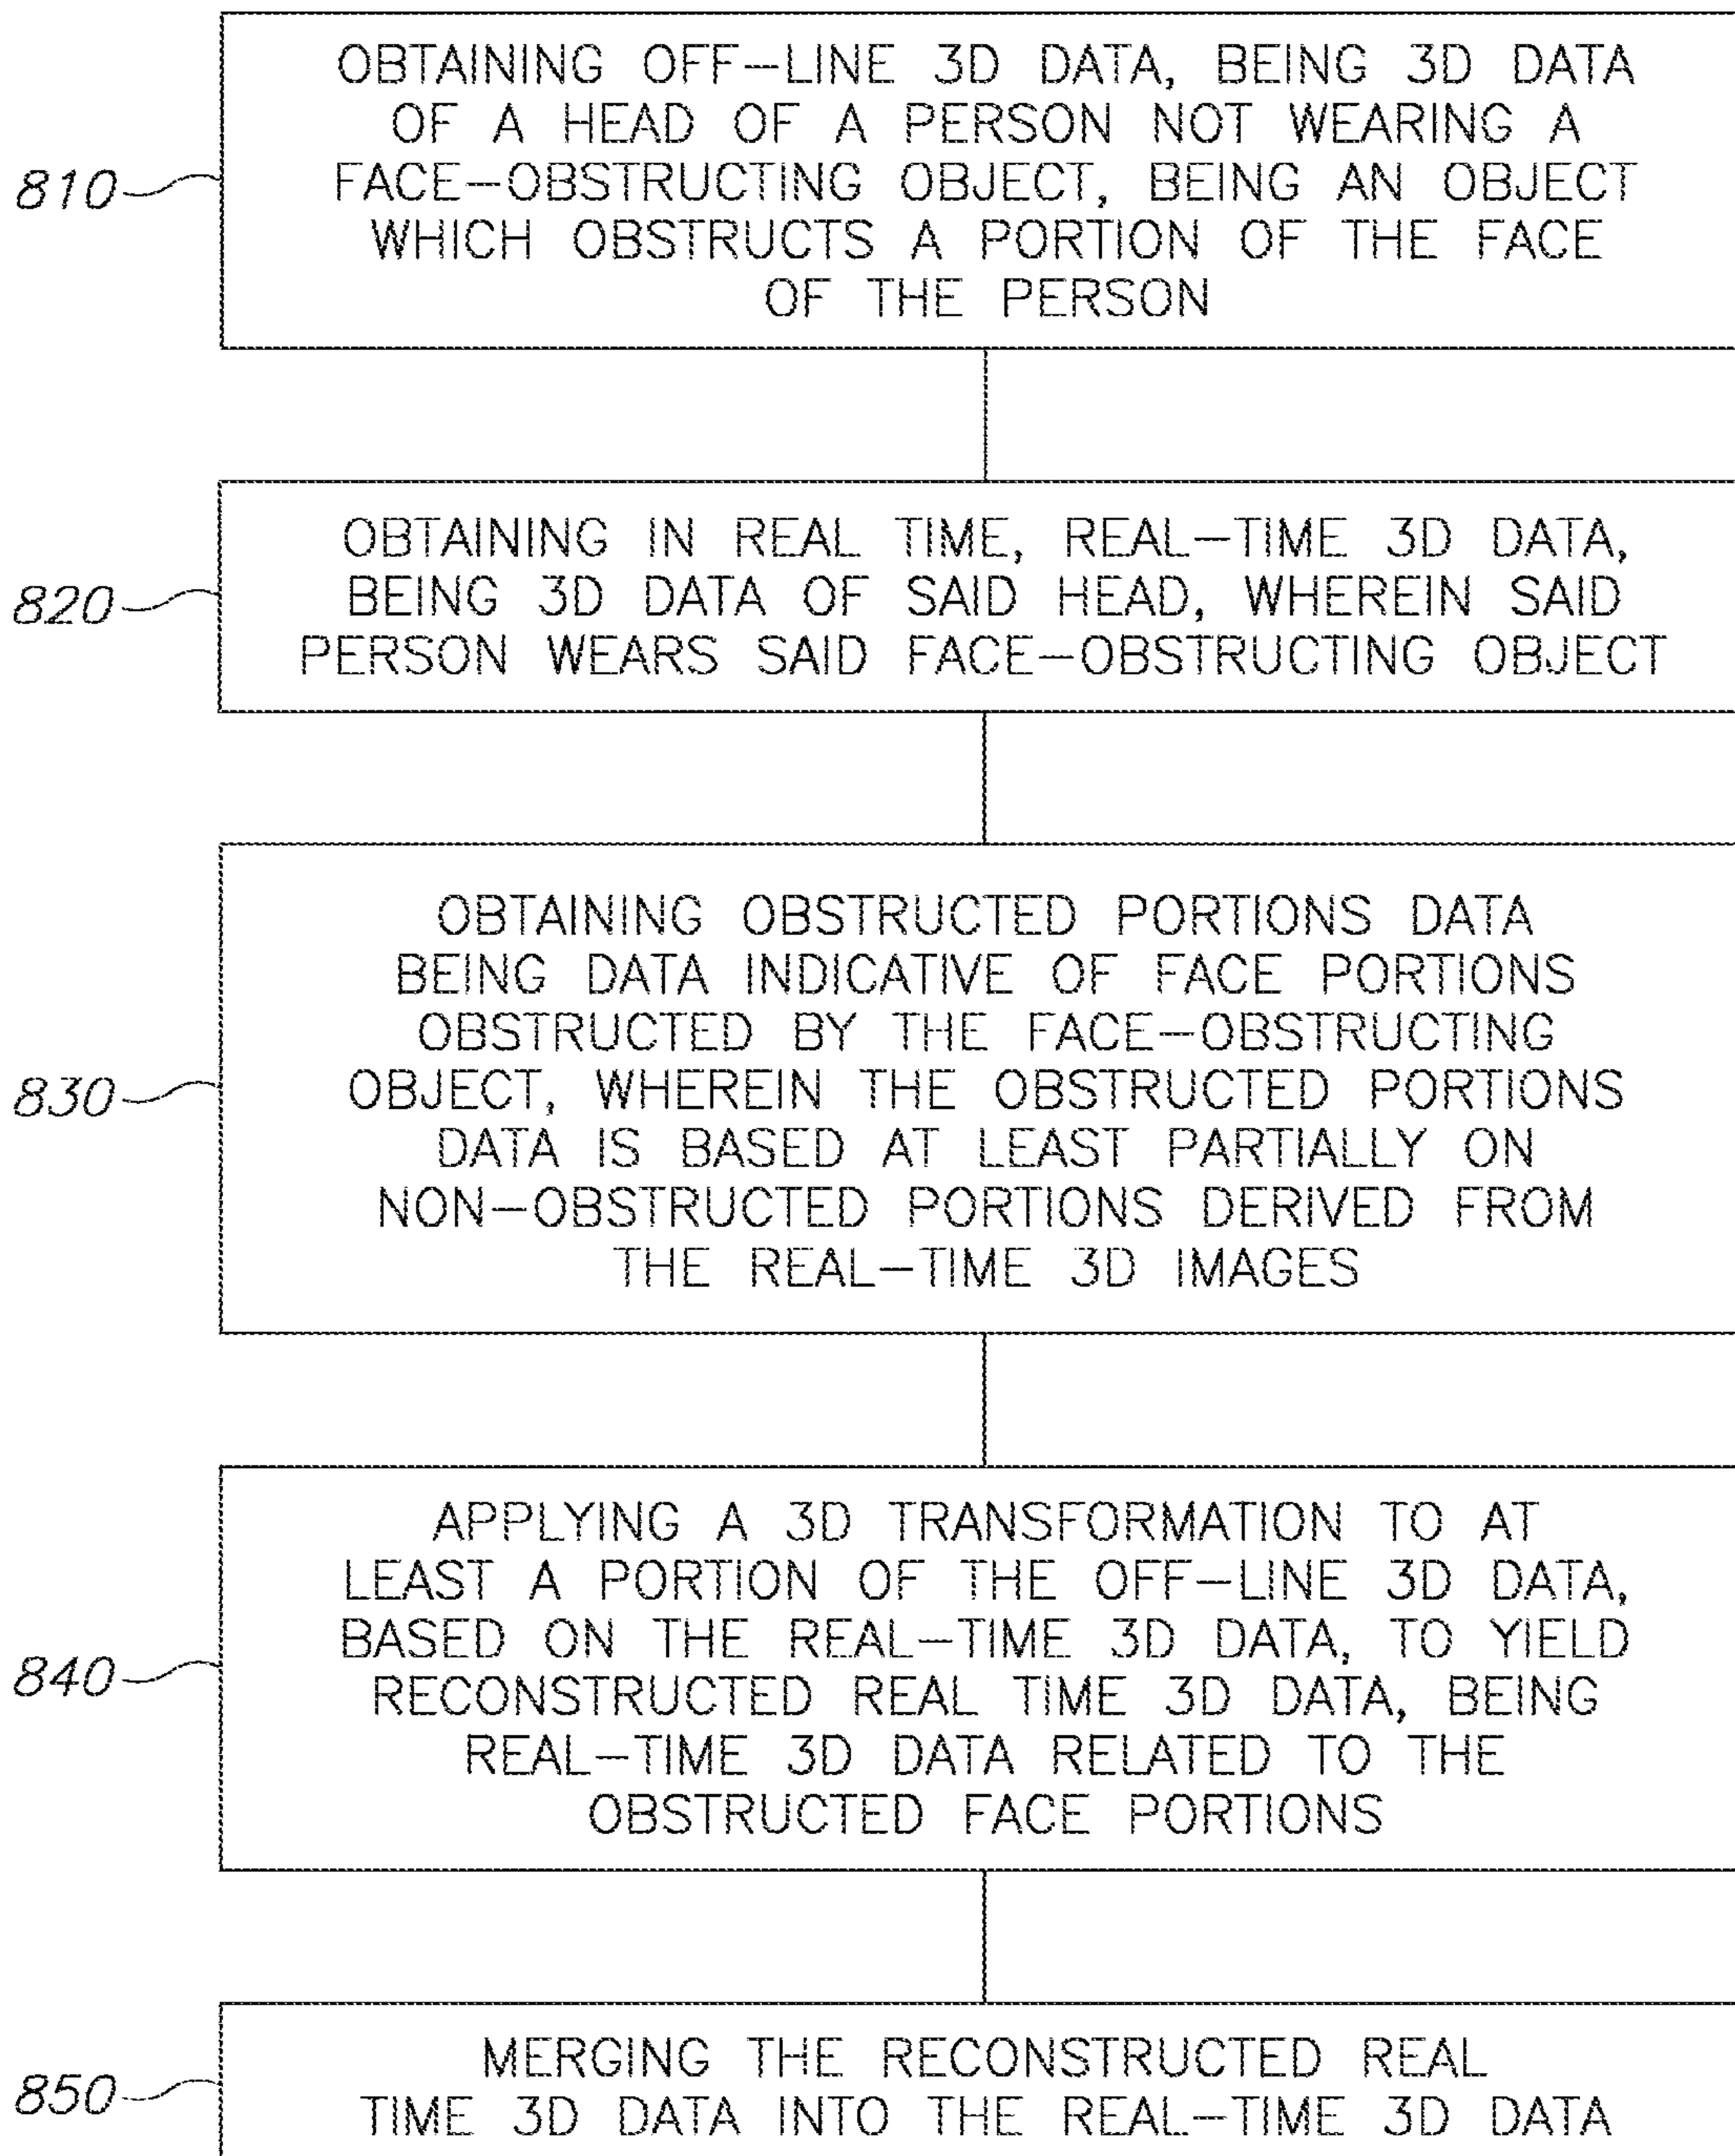 OBTAINING OFF-LINE 3D DATA, BEING 3D DATA
OF A HEAD OF A PERSON NOT WEARING A
810 FACE-OBSTRUCTING OBJECT, BEING AN OBJECT
WHICH OBSTRUCTS A PORTION OF THE FACE
OF THE PERSON
OBTAINING IN REAL TIME, REAL-TIME 3D DATA,
820 BEING 3D DATA OF SAID HEAD, WHEREIN SAID
PERSON WEARS SAID FACE-OBSTRUCTING OBJECT
OBTAINING OBSTRUCTED PORTIONS DATA
BEING DATA INDICATIVE OF FACE PORTIONS
OBSTRUCTED BY THE FACE-OBSTRUCTING
830 OBJECT, WHEREIN THE OBSTRUCTED PORTIONS
DATA IS BASED AT LEAST PARTIALLY ON
NON-OBSTRUCTED PORTIONS DERIVED FROM
THE REAL-TIME 3D IMAGES
APPLYING A 3D TRANSFORMATION TO AT
LEAST A PORTION OF THE OFF-LINE 3D DATA,
BASED ON THE REAL-TIME 3D DATA, TO YIELD
840 RECONSTRUCTED REAL TIME 3D DATA, BEING
REAL-TIME 3D DATA RELATED TO THE
OBSTRUCTED FACE PORTIONS
MERGING THE RECONSTRUCTED REAL
850 TIME 3D DATA INTO THE REAL-TIME 3D DATA